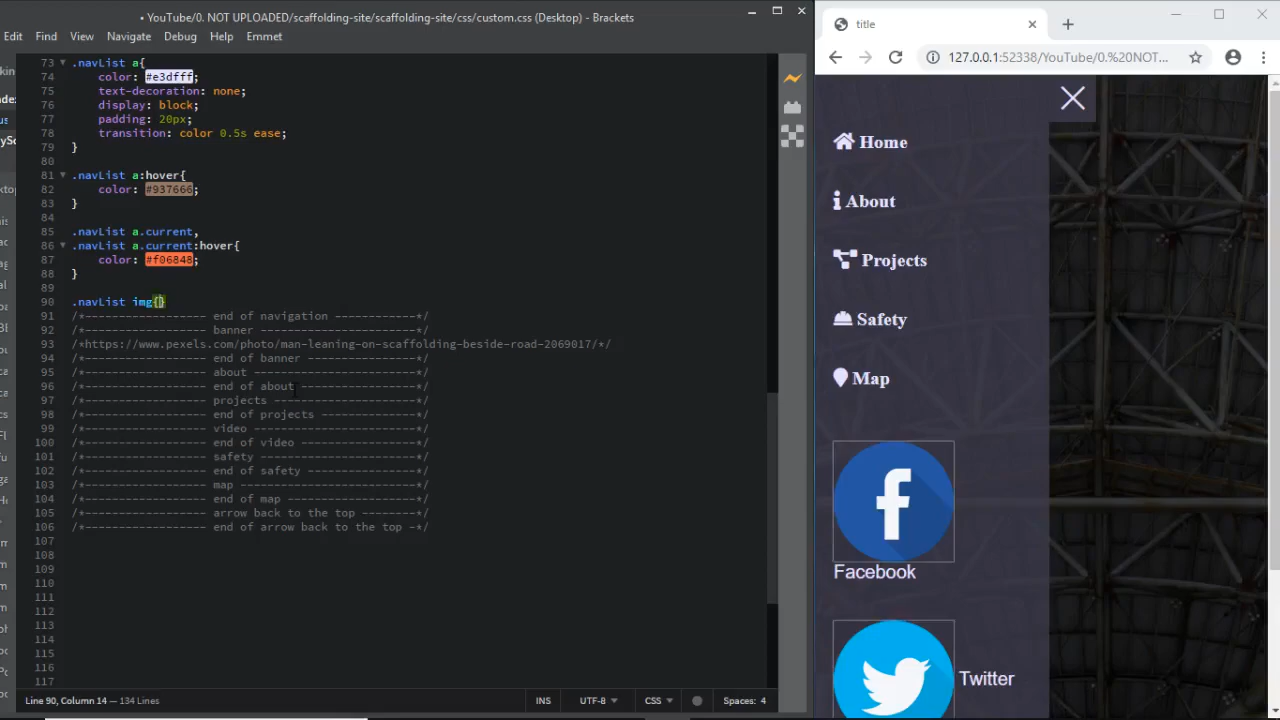 • YouTube/0. NOT UPLOADED/scaffolding-site/scaffolding-site/css/custom.css (Desktop) - Brackets
Edit Find View Navigate Debug Help Emmet
73 .navList a{
74 color: #e3dfff;
75 text-decoration: none;
76 display: block;
77 padding: 20px;
78 transition: color 0.5s ease;
79 }
80
81 .navList a:hover{
82 color: #937666;
83 }
84
85 .navList a.current,
86 .navList a.current:hover{
87 color: #f06848;
88 }
89
90 .navList img{}
91 /*------------------ end of navigation ------------*/
92 /*------------------ banner -----------------------*/
93 /*https://www.pexels.com/photo/man-leaning-on-scaffolding-beside-road-2069017/*/
94 /*------------------ end of banner ----------------*/
95 /*------------------ about ------------------------*/
96 /*------------------ end of about -----------------*/
97 /*------------------ projects ---------------------*/
98 /*------------------ end of projects --------------*/
99 /*------------------ video ------------------------*/
100 /*------------------ end of video -----------------*/
101 /*------------------ safety -----------------------*/
102 /*------------------ end of safety ----------------*/
103 /*------------------ map --------------------------*/
104 /*------------------ end of map -------------------*/
105 /*------------------ arrow back to the top --------*/
106 /*------------------ end of arrow back to the top -*/
107
108
109
110
111
112
113
114
115
116
117
Line 90, Column 14 — 134 Lines
INS UTF-8 CSS Spaces: 4
title
127.0.0.1:52338/YouTube/0.%20NOT...
Home
About
Projects
Safety
Map
Facebook
Twitter